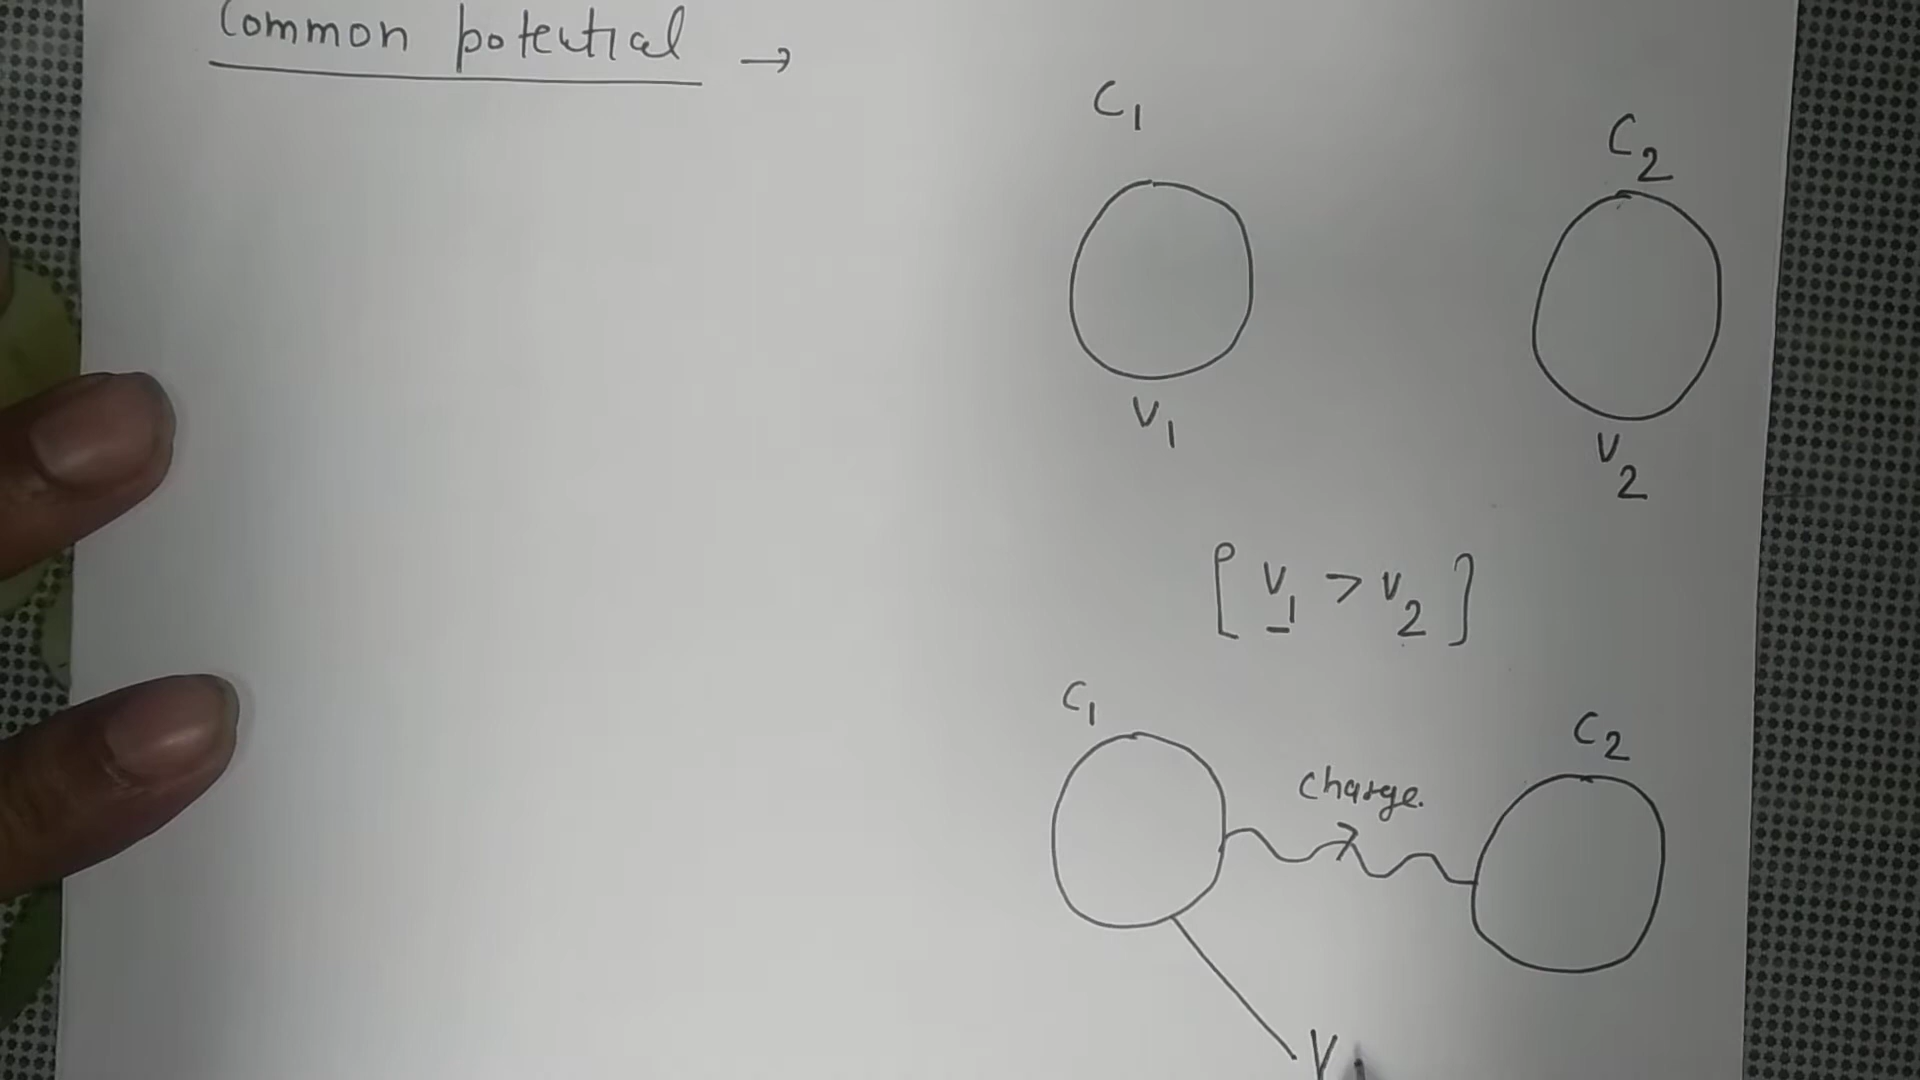 Common potential →
C1
C2
V1
V2
[ V1 > V2 ]
C1
C2
charge.
V